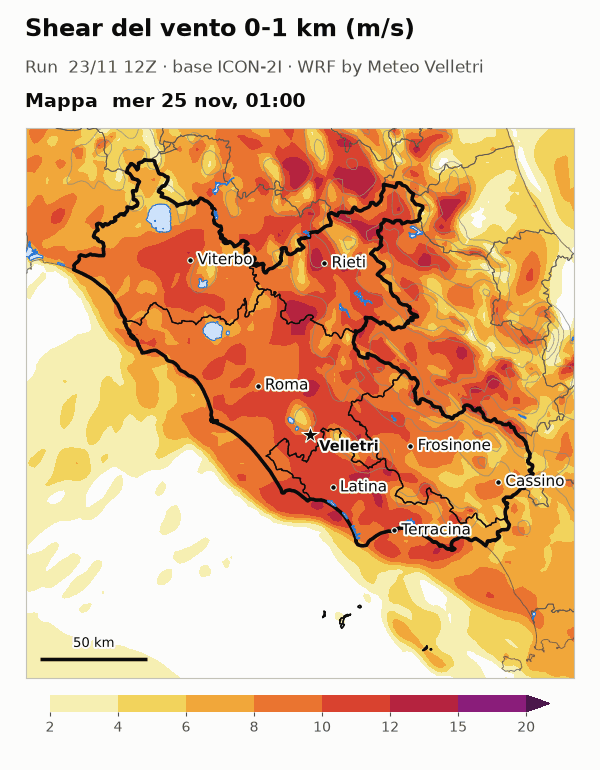 Shear del vento 0-1 km (m/s)
Run  23/11 12Z · base ICON-2I · WRF by Meteo Velletri
Mappa  mer 25 nov, 01:00
Viterbo
Rieti
Roma
Velletri
Frosinone
Cassino
Latina
Terracina
50 km
2 4 6 8 10 12 15 20